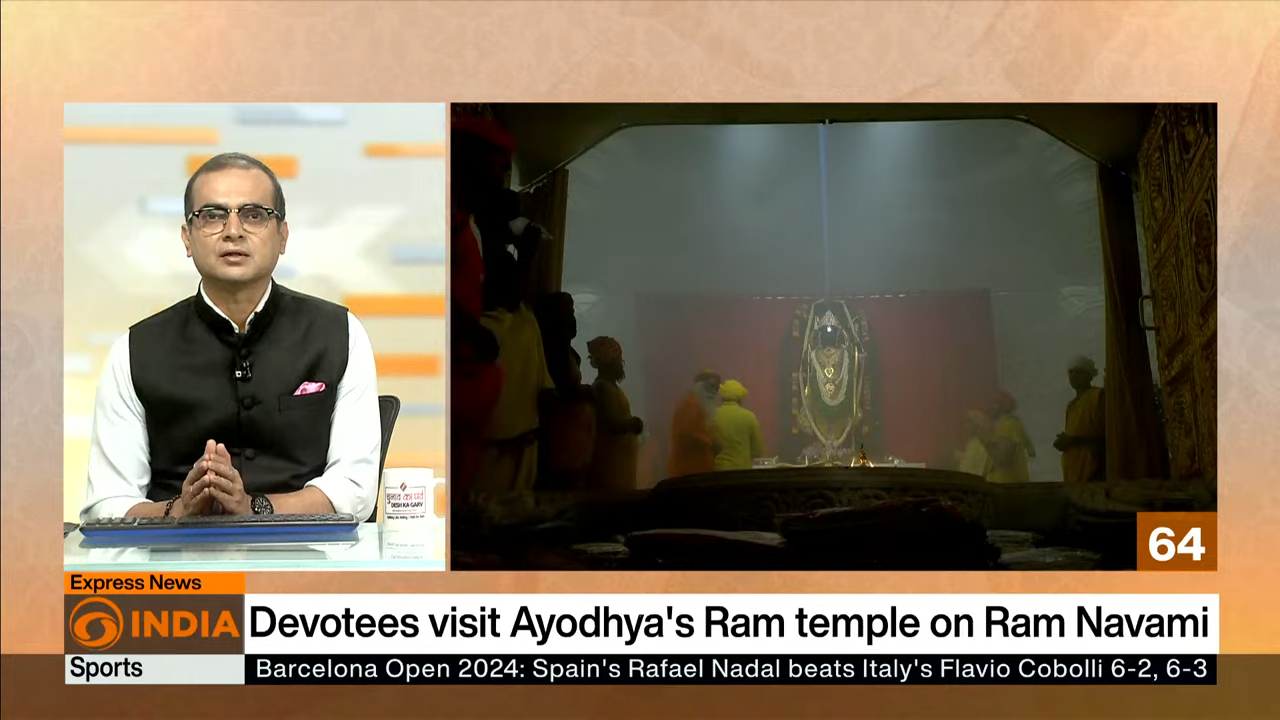 चुनाव का पर्व
DESH KA GARV
64
Express News
INDIA
Devotees visit Ayodhya's Ram temple on Ram Navami
Sports
Barcelona Open 2024: Spain's Rafael Nadal beats Italy's Flavio Cobolli 6-2, 6-3